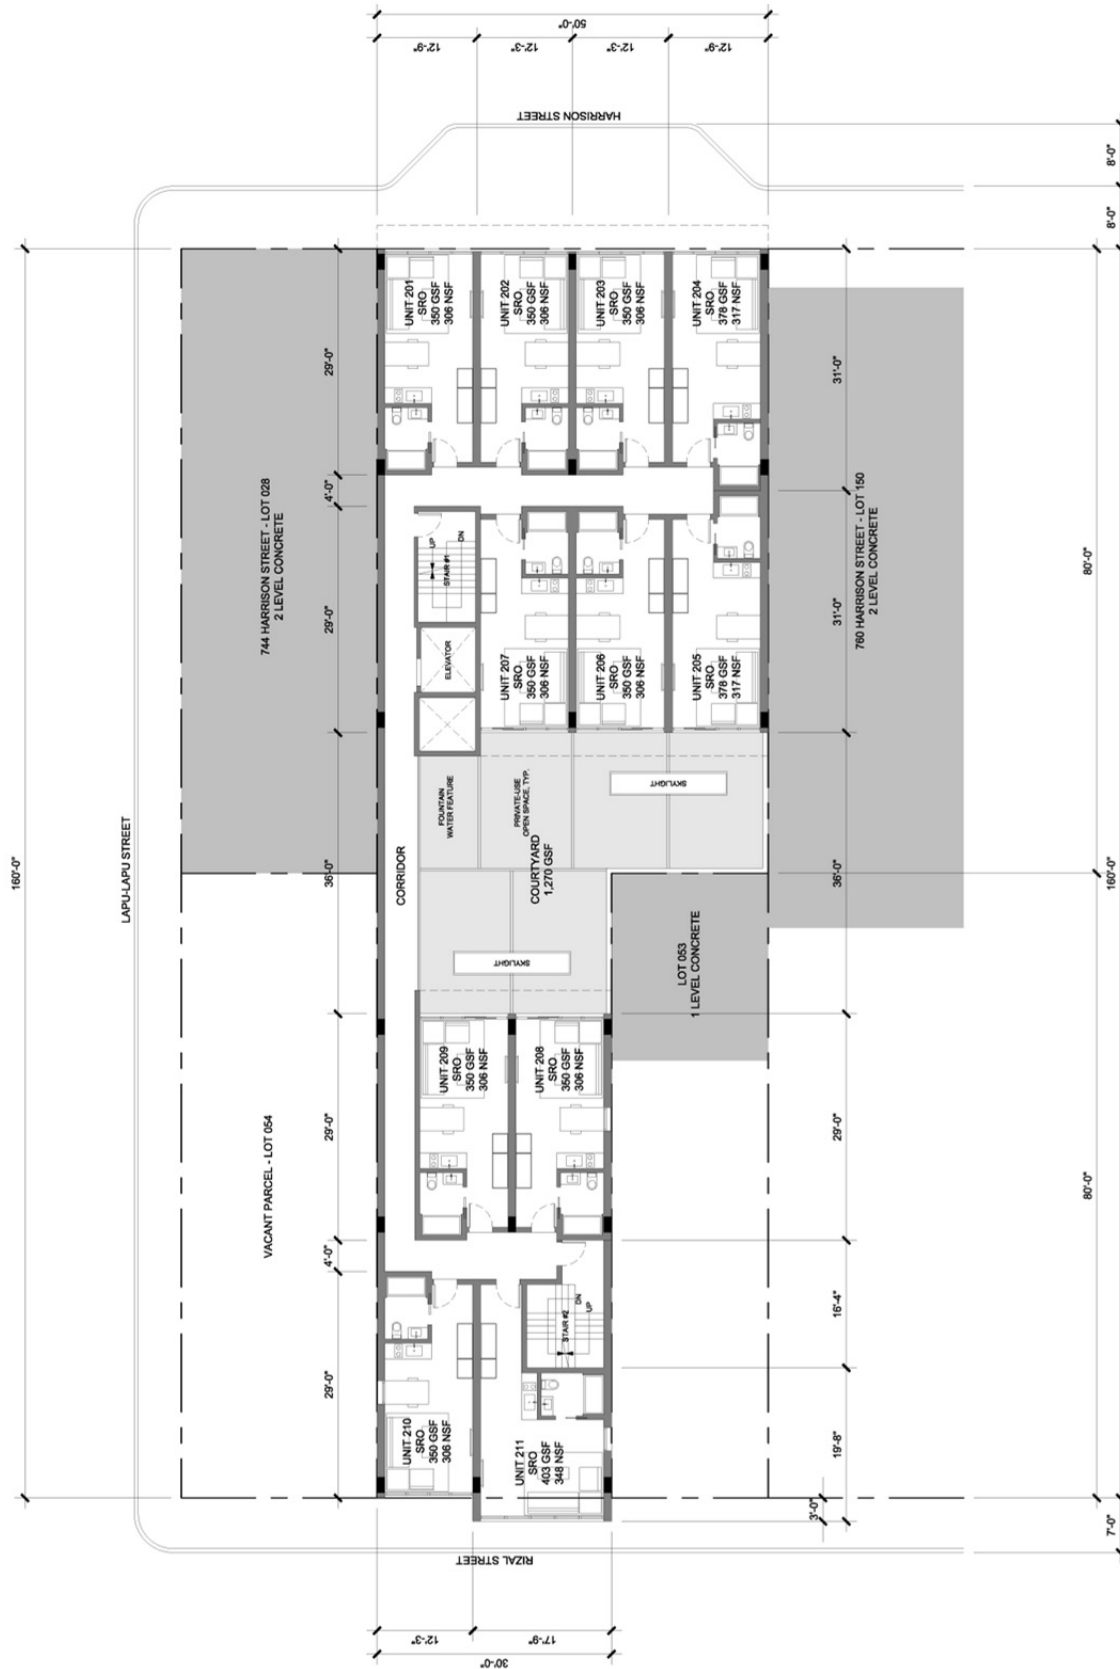 50'-0"
12'-9"
12'-3"
12'-3"
12'-9"
HARRISON STREET
8'-0"
8'-0"
160'-0"
LAPU-LAPU STREET
744 HARRISON STREET - LOT 028
2 LEVEL CONCRETE
29'-0"
4'-0"
29'-0"
36'-0"
29'-0"
4'-0"
29'-0"
UNIT 201
SRO
350 GSF
306 NSF
UNIT 202
SRO
350 GSF
306 NSF
UNIT 203
SRO
350 GSF
306 NSF
UNIT 204
SRO
378 GSF
317 NSF
31'-0"
31'-0"
36'-0"
29'-0"
16'-4"
19'-8"
3'-0"
760 HARRISON STREET - LOT 150
2 LEVEL CONCRETE
80'-0"
160'-0"
80'-0"
7'-0"
UP
DN
STAIR #1
ELEVATOR
UNIT 207
SRO
350 GSF
306 NSF
UNIT 206
SRO
350 GSF
306 NSF
UNIT 205
SRO
378 GSF
317 NSF
FOUNTAIN
WATER FEATURE
PRIVATE-USE
OPEN SPACE, TYP.
SKYLIGHT
COURTYARD
1,270 GSF
CORRIDOR
SKYLIGHT
LOT 053
1 LEVEL CONCRETE
VACANT PARCEL - LOT 054
UNIT 209
SRO
350 GSF
306 NSF
UNIT 208
SRO
350 GSF
306 NSF
DN
UP
STAIR #2
UNIT 210
SRO
350 GSF
306 NSF
UNIT 211
SRO
403 GSF
348 NSF
RIZAL STREET
12'-3"
17'-9"
30'-0"